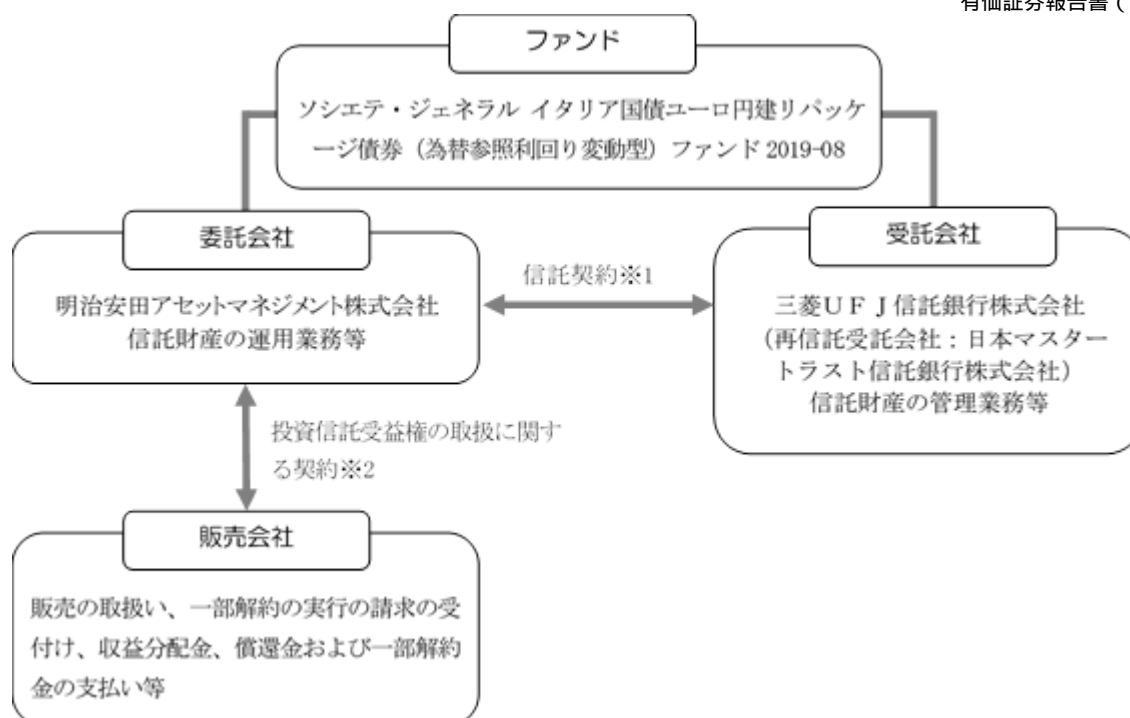 有価証券報告書（
ファンド
ソシエテ・ジェネラル イタリア国債ユーロ円建リパッケ
ージ債券（為替参照利回り変動型）ファンド 2019-08
委託会社
明治安田アセットマネジメント株式会社
信託財産の運用業務等
信託契約※1
受託会社
三菱ＵＦＪ信託銀行株式会社
（再信託受託会社：日本マスター
トラスト信託銀行株式会社）
信託財産の管理業務等
投資信託受益権の取扱に関す
る契約※2
販売会社
販売の取扱い、一部解約の実行の請求の受
付け、収益分配金、償還金および一部解約
金の支払い等